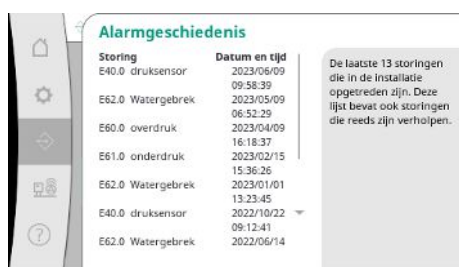 Alarmgeschiedenis
Storing Datum en tijd
E40.0 druksensor 2023/06/09
09:58:39
E62.0 Watergebrek 2023/05/09
06:52:29
E60.0 overdruk 2023/04/09
16:18:37
E61.0 onderdruk 2023/02/15
15:36:26
E62.0 Watergebrek 2023/01/01
13:23:45
E40.0 druksensor 2022/10/22
09:12:41
E62.0 Watergebrek 2022/06/14
De laatste 13 storingen
die in de installatie
opgetreden zijn. Deze
lijst bevat ook storingen
die reeds zijn verholpen.
?